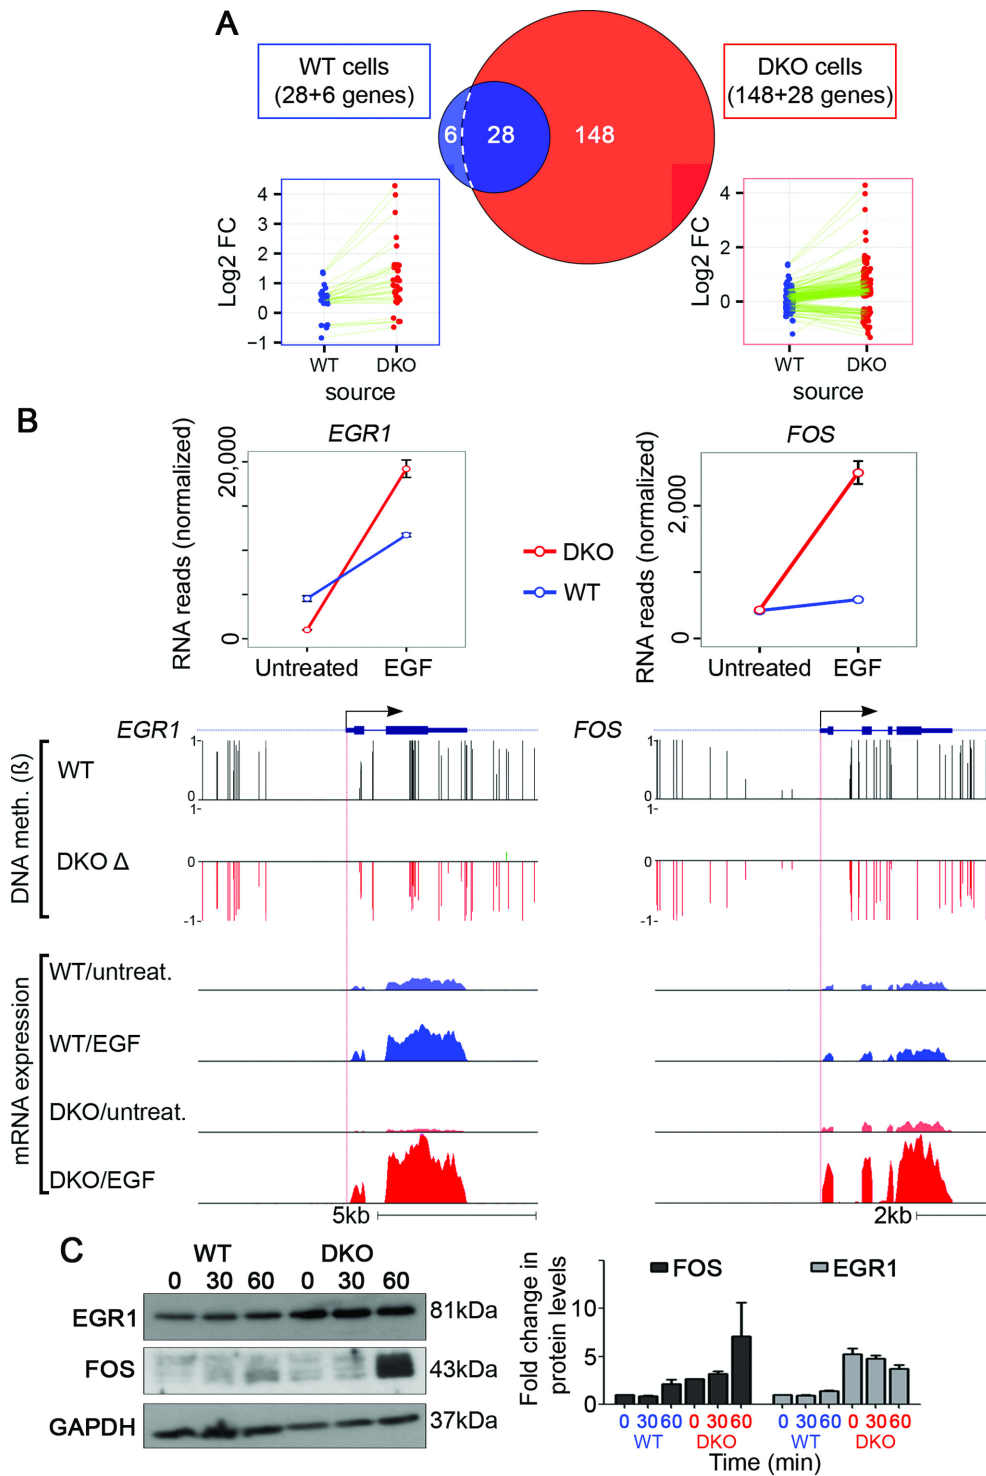 A
WT cells
(28+6 genes)
6
28
148
DKO cells
(148+28 genes)
Log2 FC
4
3
2
1
0
−1
WT
DKO
source
Log2 FC
4
2
0
WT
DKO
source
B
EGR1
RNA reads (normalized)
20,000
0
Untreated
EGF
DKO
WT
FOS
RNA reads (normalized)
2,000
0
Untreated
EGF
EGR1
FOS
DNA meth. (ß)
WT
1
0
1
0
DKO Δ
1-
0
-1-
1-
0
-1-
mRNA expression
WT/untreat.
WT/EGF
DKO/untreat.
DKO/EGF
5kb
2kb
C
WT
DKO
0 30 60 0 30 60
EGR1
81kDa
FOS
43kDa
GAPDH
37kDa
Fold change in
protein levels
FOS
EGR1
10
5
0
0 30 60 0 30 60 0 30 60 0 30 60
WT DKO WT DKO
Time (min)